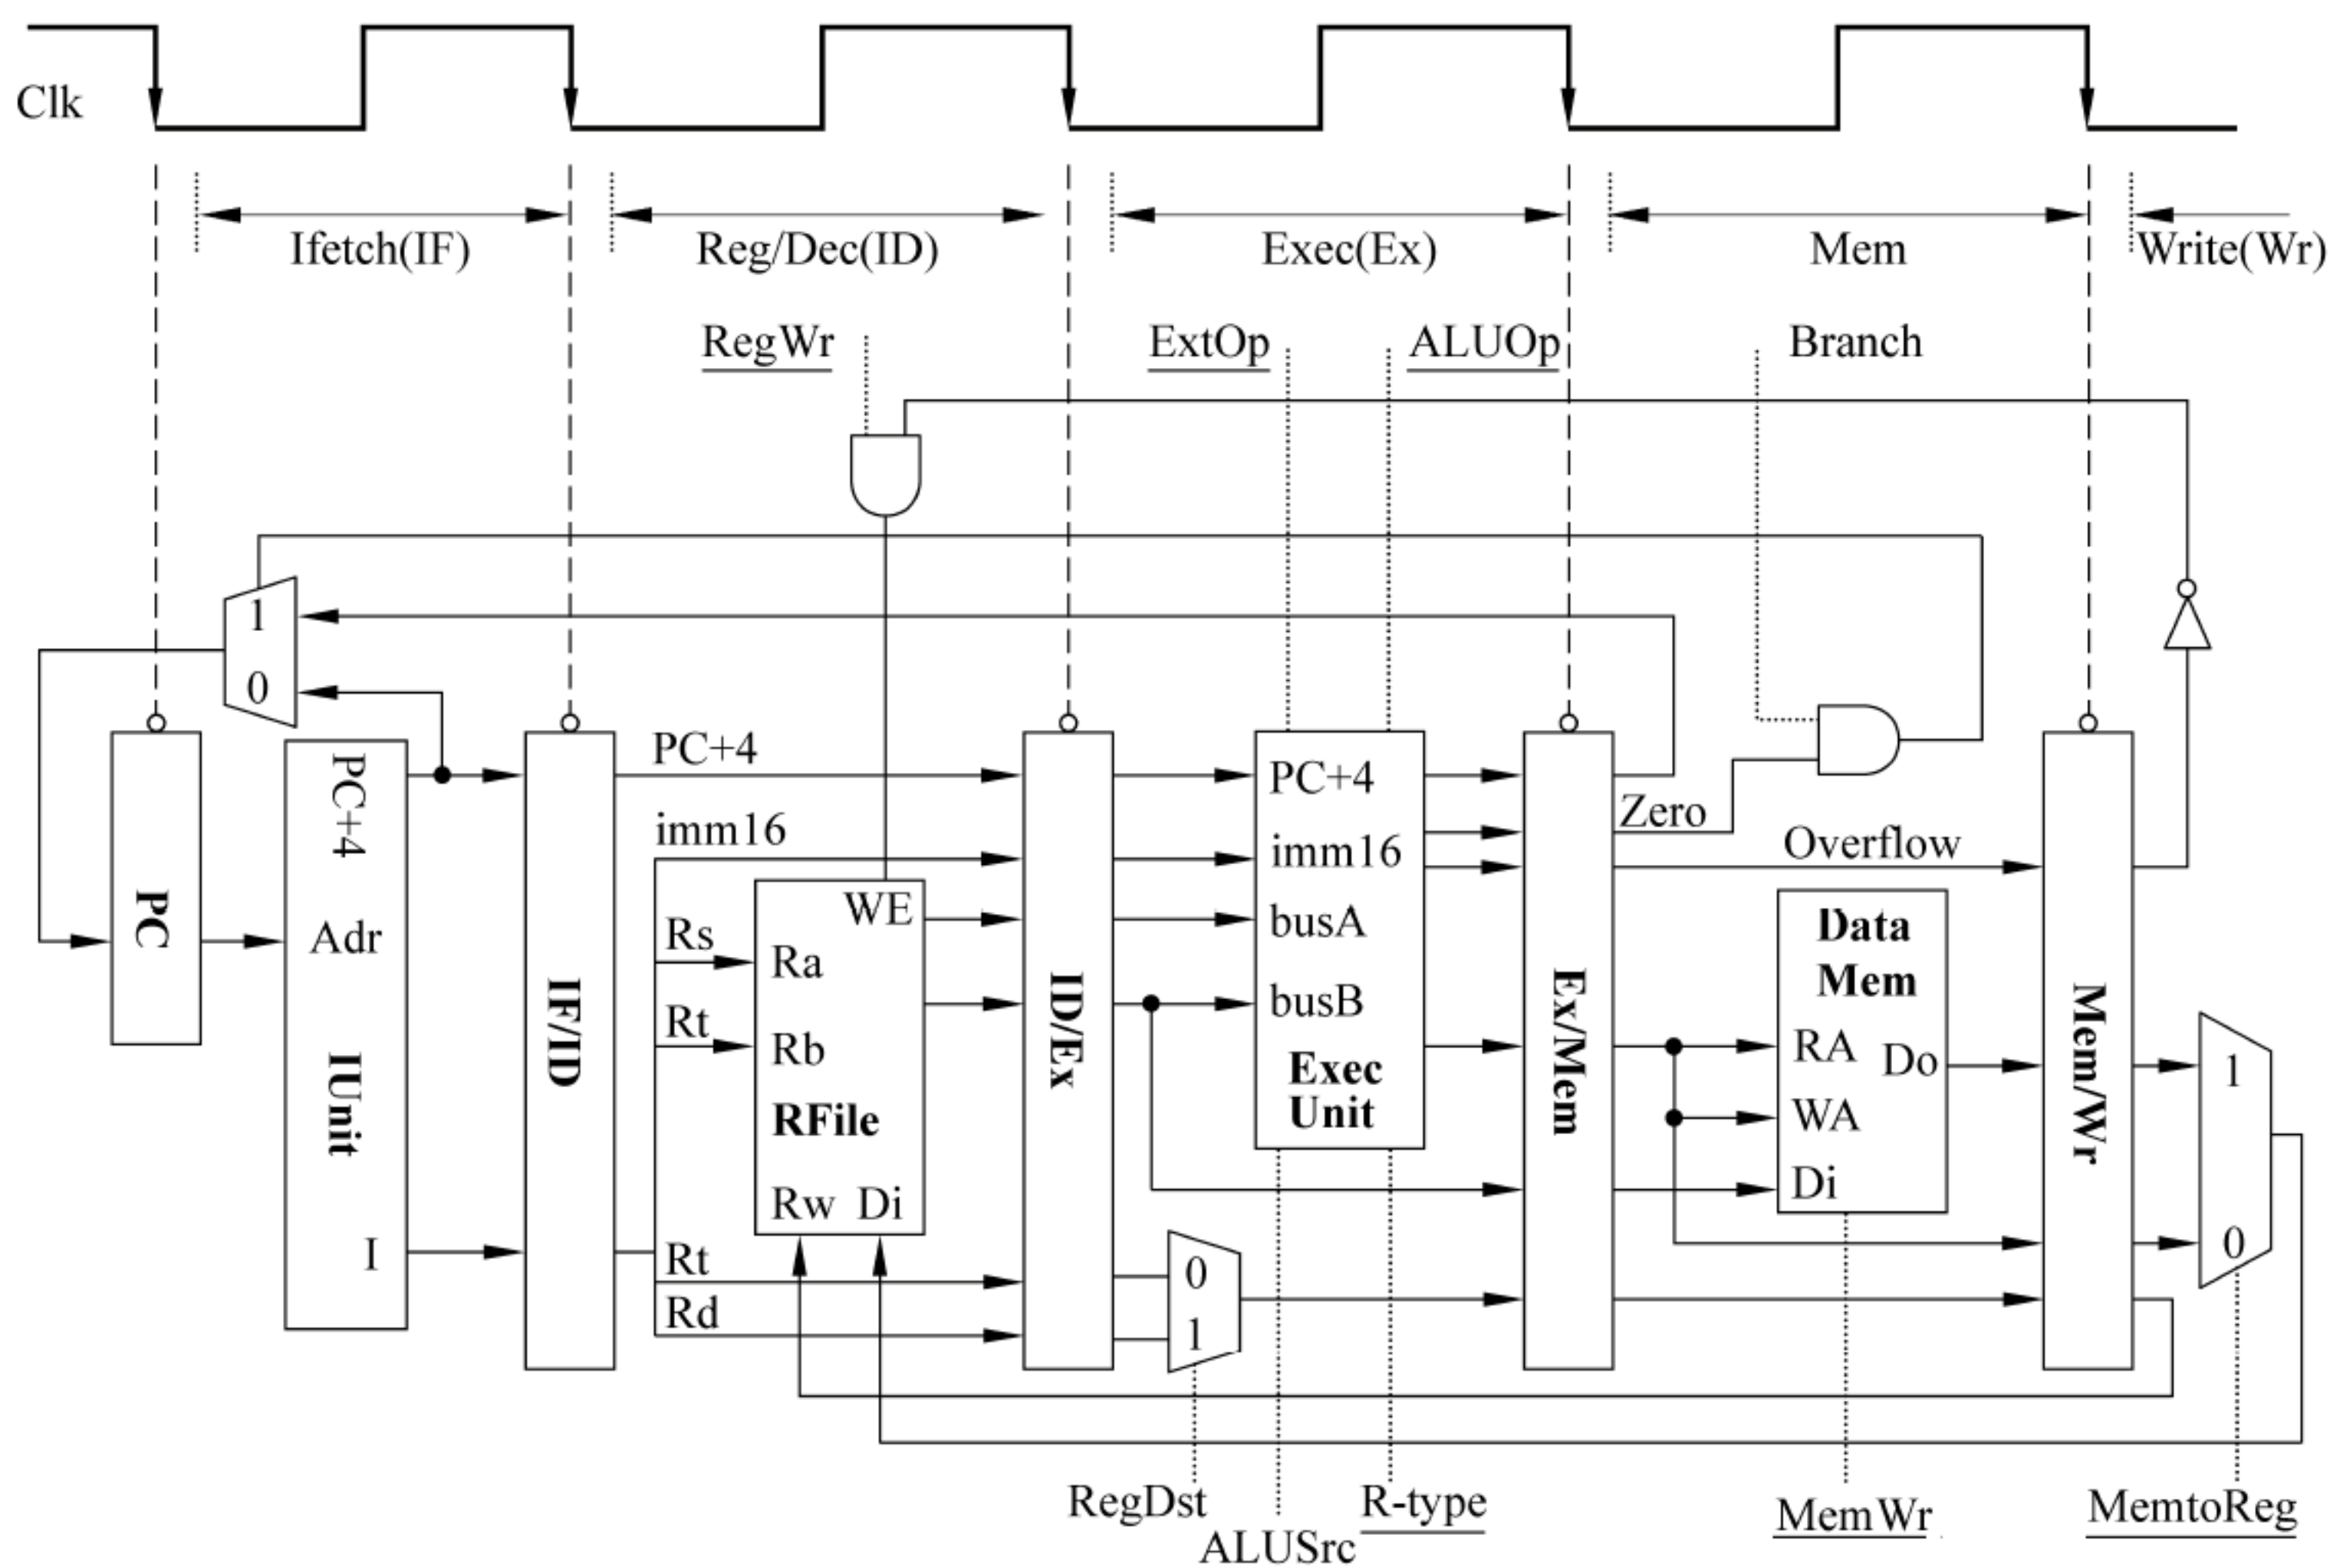 Clk
Ifetch(IF)
Reg/Dec(ID)
Exec(Ex)
Mem
Write(Wr)
RegWr
ExtOp
ALUOp
Branch
1
0
PC
PC+4
Adr
IUnit
I
IF/ID
PC+4
imm16
Rs
Rt
WE
Ra
Rb
RFile
Rw Di
Rt
Rd
ID/Ex
PC+4
imm16
busA
busB
Exec
Unit
0
1
Ex/Mem
Zero
Overflow
Data
Mem
RA
Do
WA
Di
Mem/Wr
1
0
RegDst
ALUSrc
R-type
MemWr
MemtoReg